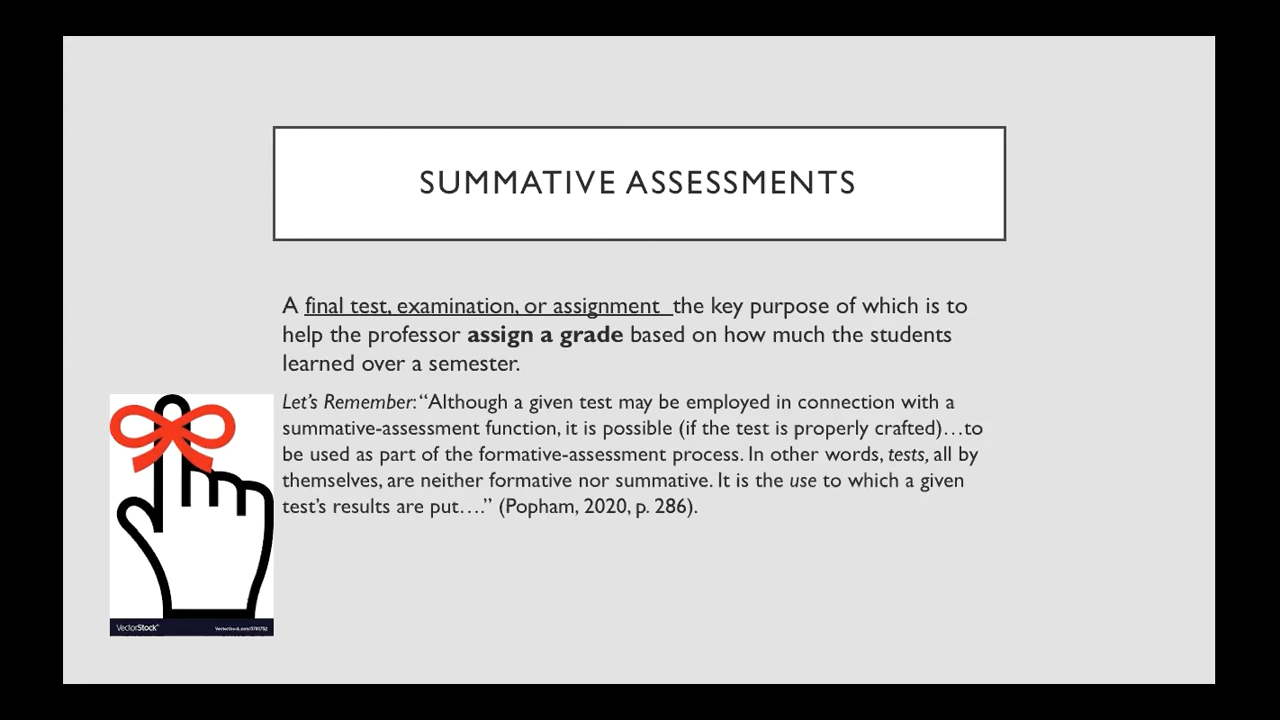 SUMMATIVE ASSESSMENTS
A final test, examination, or assignment the key purpose of which is to
help the professor assign a grade based on how much the students
learned over a semester.
Let's Remember: “Although a given test may be employed in connection with a
summative-assessment function, it is possible (if the test is properly crafted)…to
be used as part of the formative-assessment process. In other words, tests, all by
themselves, are neither formative nor summative. It is the use to which a given
test's results are put….” (Popham, 2020, p. 286).
VectorStock®